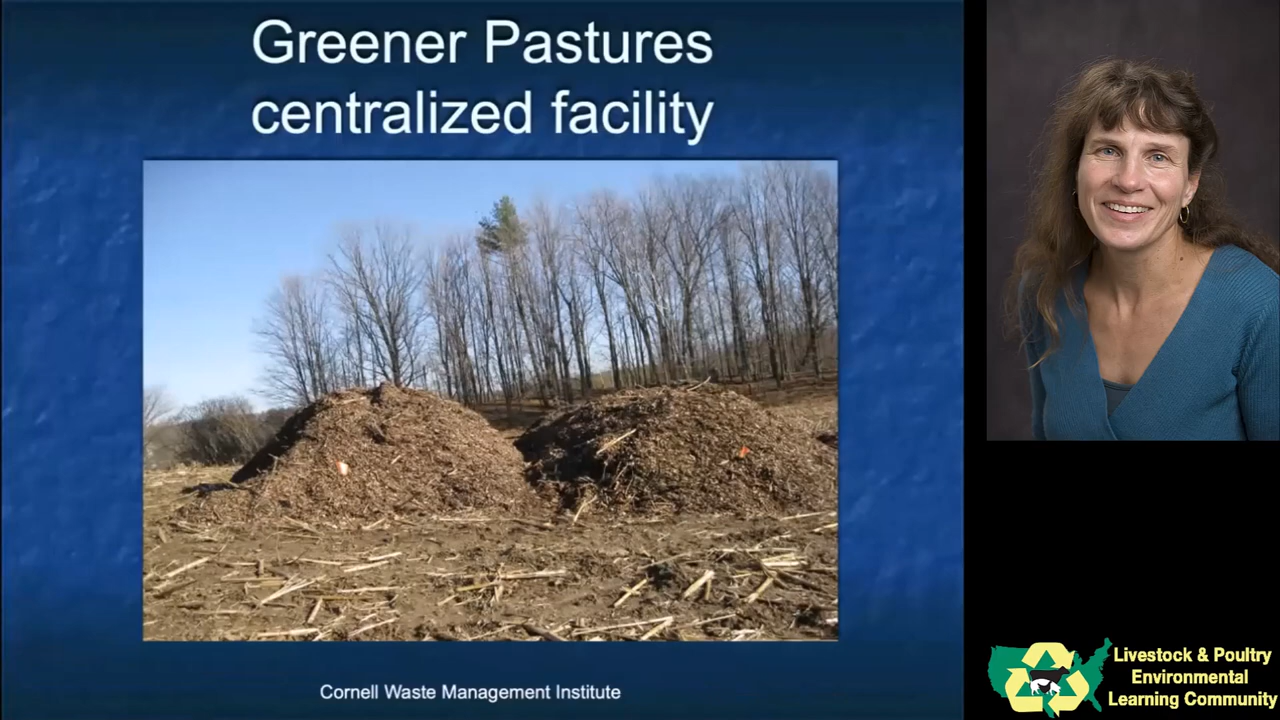 Greener Pastures
centralized facility
Cornell Waste Management Institute
Livestock & Poultry
Environmental
Learning Community